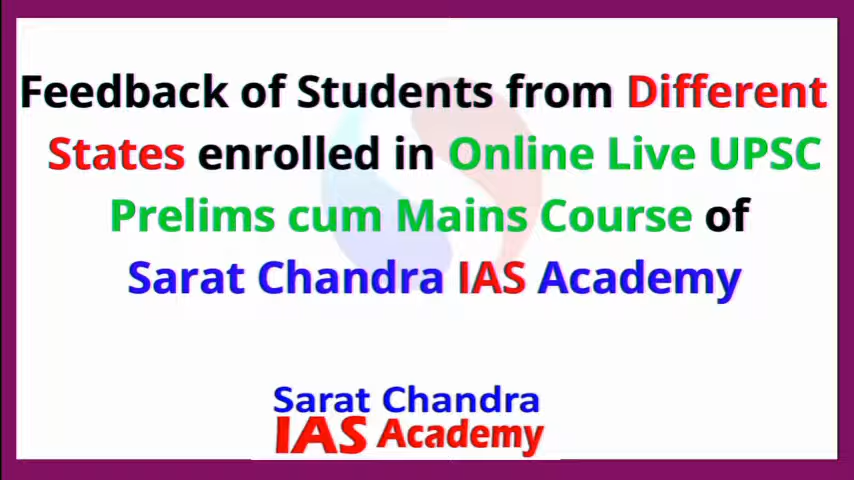 Feedback of Students from Different
States enrolled in Online Live UPSC
Prelims cum Mains Course of
Sarat Chandra IAS Academy
Sarat Chandra
IAS Academy